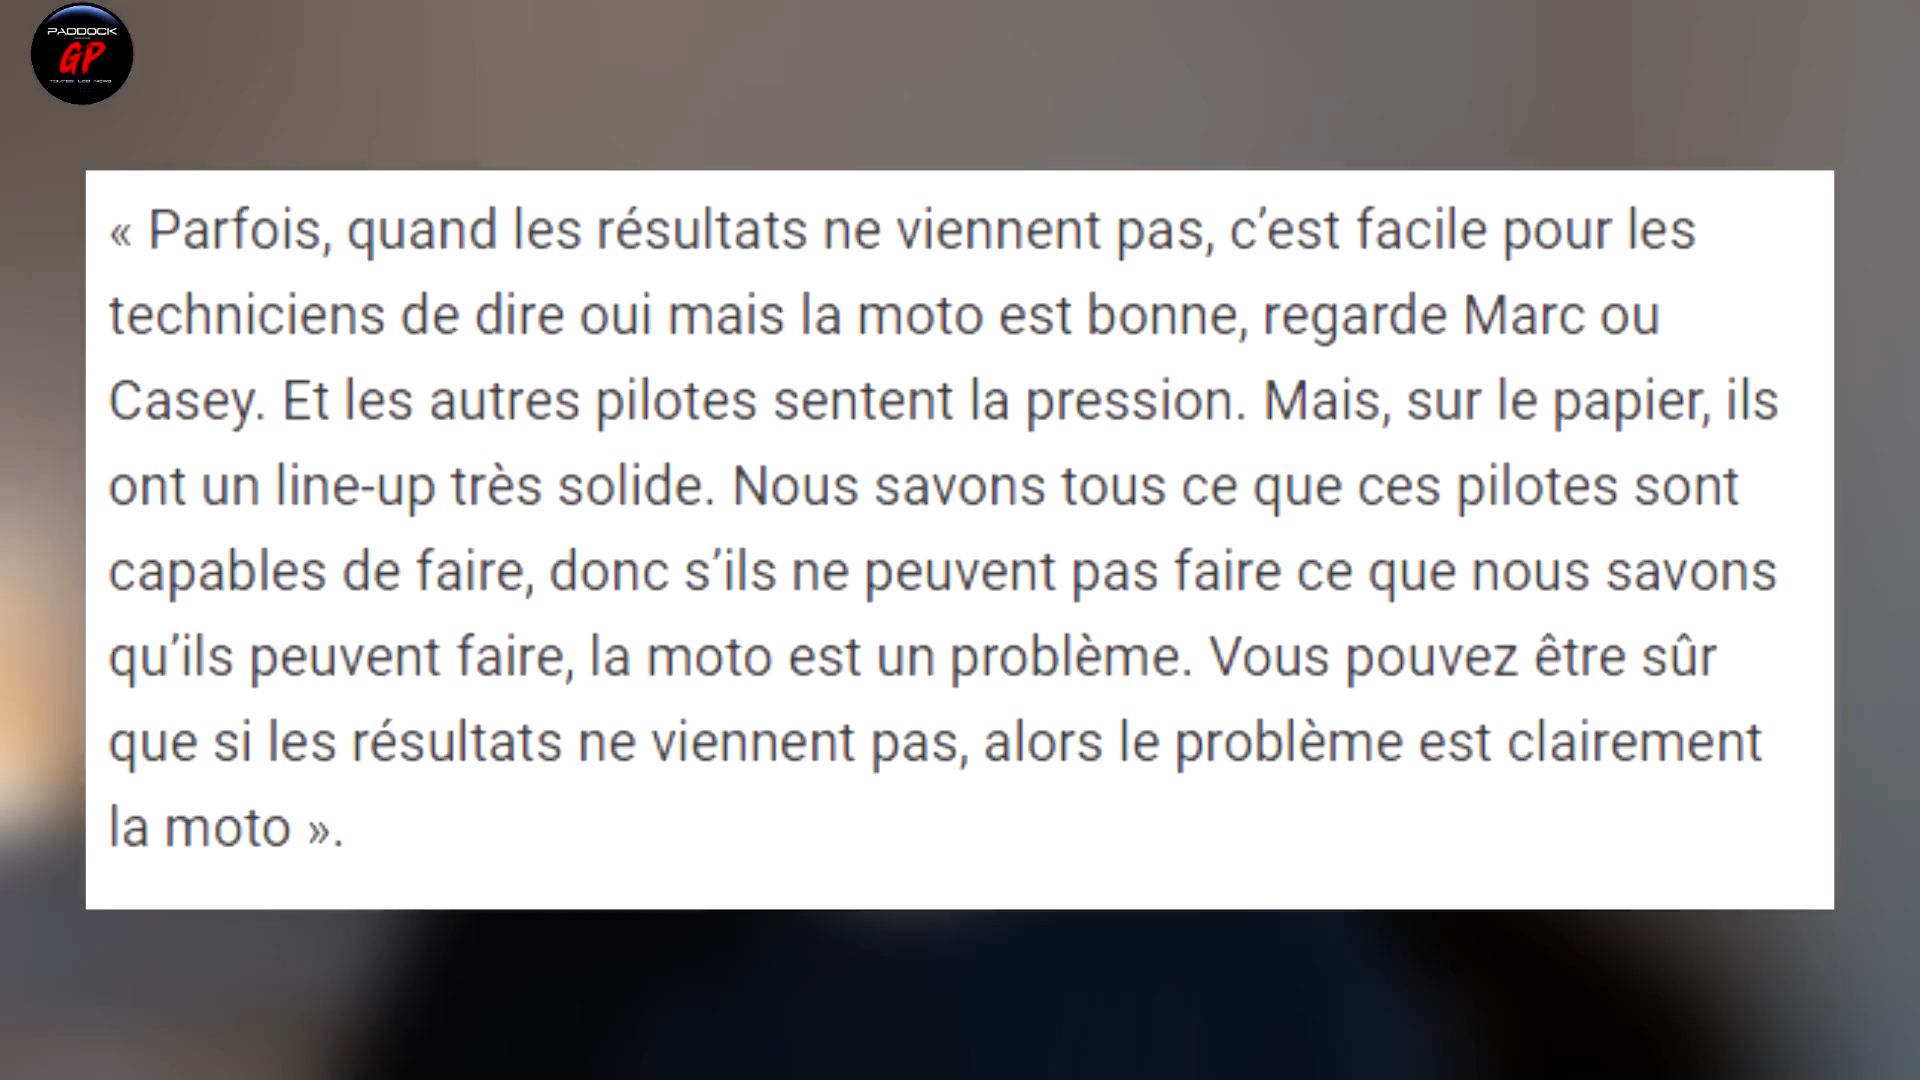 PADDOCK
GP
TOUTES LES NEWS
« Parfois, quand les résultats ne viennent pas, c’est facile pour les
techniciens de dire oui mais la moto est bonne, regarde Marc ou
Casey. Et les autres pilotes sentent la pression. Mais, sur le papier, ils
ont un line-up très solide. Nous savons tous ce que ces pilotes sont
capables de faire, donc s’ils ne peuvent pas faire ce que nous savons
qu’ils peuvent faire, la moto est un problème. Vous pouvez être sûr
que si les résultats ne viennent pas, alors le problème est clairement
la moto ».